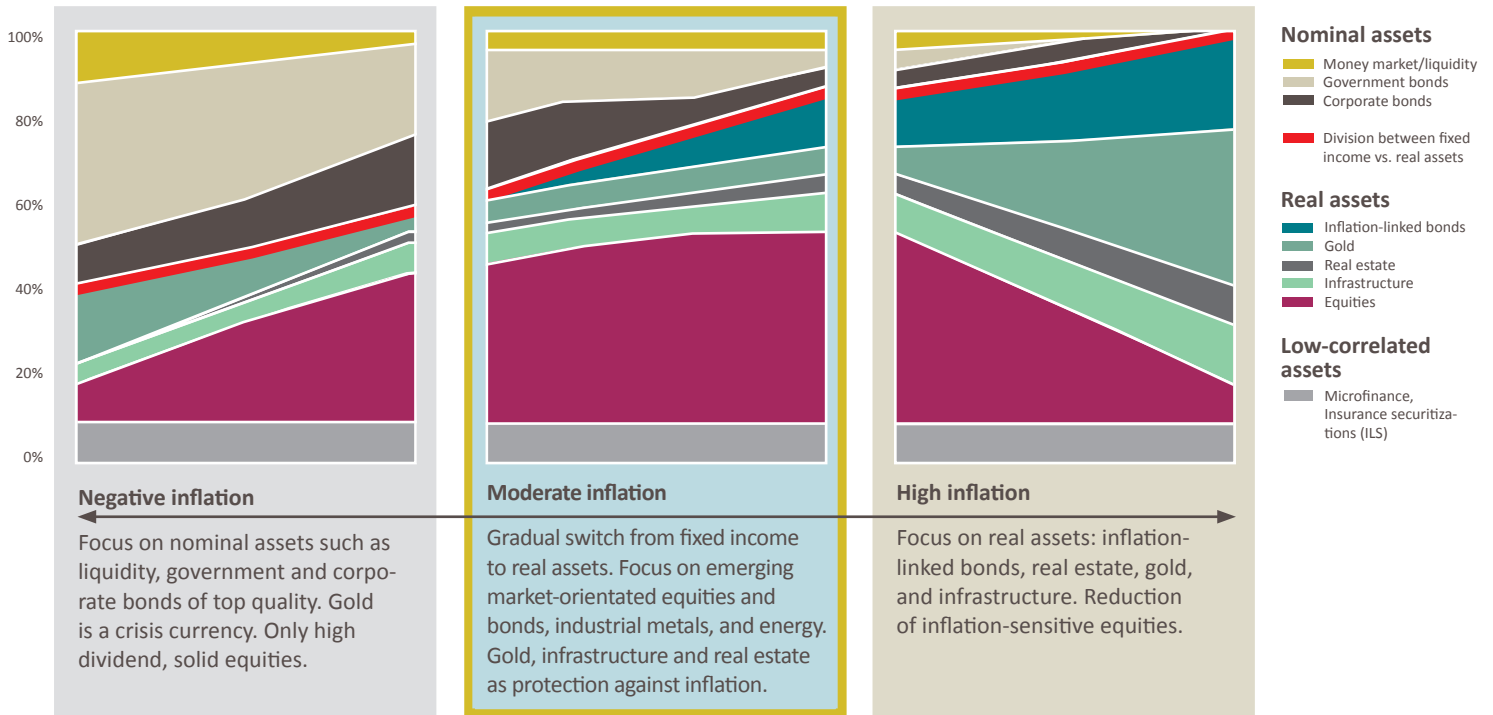 100%
80%
60%
40%
20%
0%
Negative inflation
Focus on nominal assets such as
liquidity, government and corpo-
rate bonds of top quality. Gold
is a crisis currency. Only high
dividend, solid equities.
Moderate inflation
Gradual switch from fixed income
to real assets. Focus on emerging
market-orientated equities and
bonds, industrial metals, and energy.
Gold, infrastructure and real estate
as protection against inflation.
High inflation
Focus on real assets: inflation-
linked bonds, real estate, gold,
and infrastructure. Reduction
of inflation-sensitive equities.
Nominal assets
Money market/liquidity
Government bonds
Corporate bonds
Division between fixed
income vs. real assets
Real assets
Inflation-linked bonds
Gold
Real estate
Infrastructure
Equities
Low-correlated
assets
Microfinance,
Insurance securitiza-
tions (ILS)